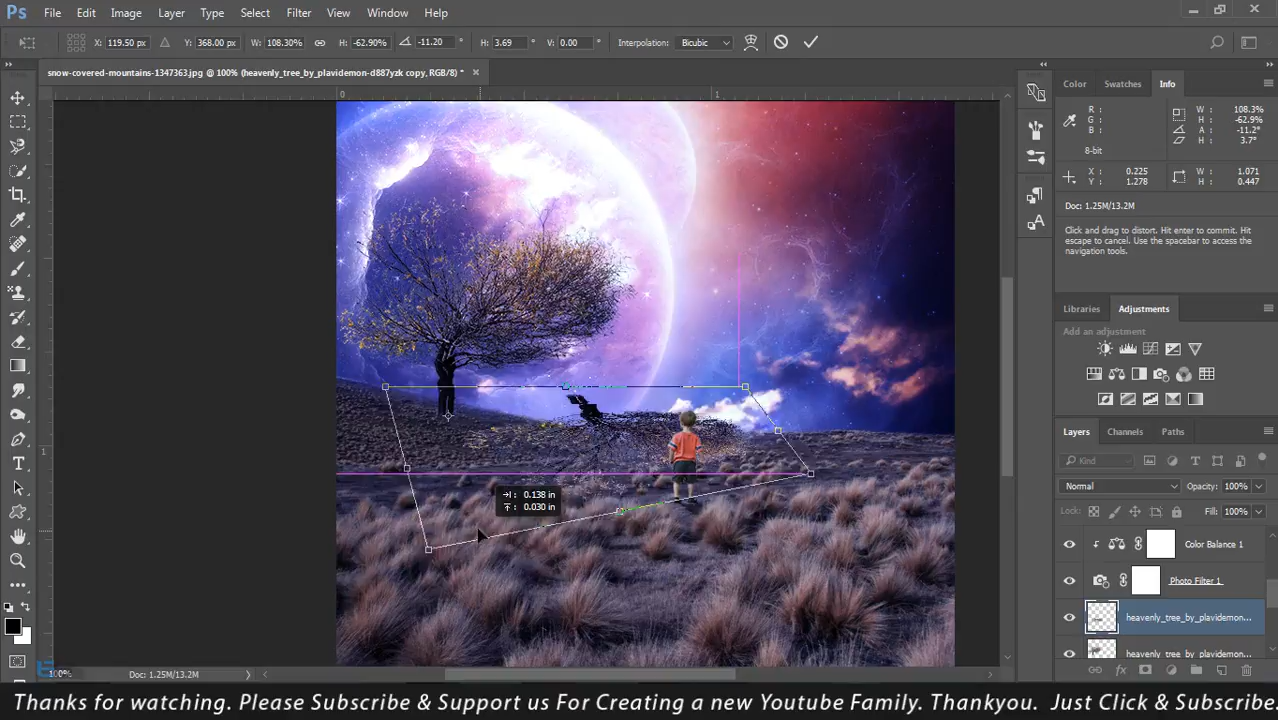 Ps File Edit Image Layer Type Select Filter View Window Help
X: 119.50 px Y: 368.00 px W: 108.30% H: -62.90% -11.20 ° H: 3.69 V: 0.00 ° Interpolation: Bicubic
snow-covered-mountains-1347363.jpg @ 100% (heavenly_tree_by_plavidemon-d887yzk copy, RGB/8) *
0 1
Color Swatches Info
R :
G :
B :
8-bit
W : 108.3%
H : -62.9%
A : -11.2°
H : 3.7°
X : 0.225
Y : 1.278
W : 1.071
H : 0.447
Doc: 1.25M/13.2M
Click and drag to distort. Hit enter to commit. Hit
escape to cancel. Use the spacebar to access the
navigation tools.
Libraries Adjustments
Add an adjustment
1
Layers Channels Paths
Kind
Normal Opacity: 100%
Lock: Fill: 100%
0.138 in
0.030 in
Color Balance 1
Photo Filter 1
heavenly_tree_by_plavidemon...
heavenly_tree_by_plavidemon...
100% Doc: 1.25M/13.2M
Thanks for watching. Please Subscribe & Support us For Creating a new Youtube Family. Thankyou. Just Click & Subscribe.